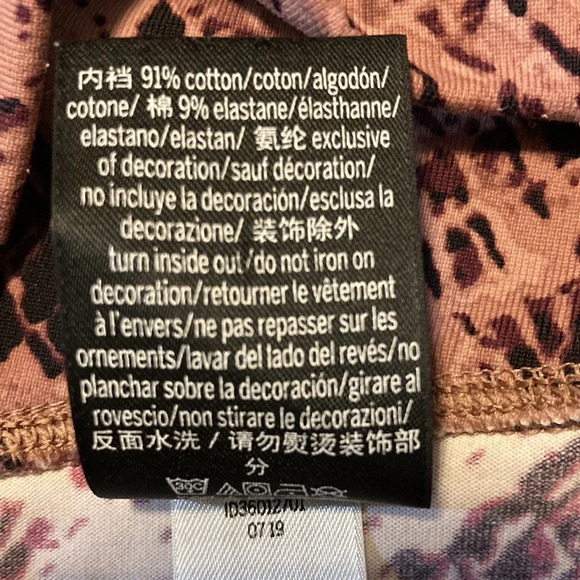 内裆 91% cotton/coton/algodón/
cotone/ 棉 9% elastane/élasthanne/
elastano/elastan/ 氨纶 exclusive
of decoration/sauf décoration/
no incluye la decoración/esclusa la
decorazione/ 装饰除外
turn inside out/do not iron on
decoration/retourner le vêtement
à l'envers/ne pas repasser sur les
ornements/lavar del lado del revés/no
planchar sobre la decoración/girare al
rovescio/non stirare le decorazioni/
反面水洗 / 请勿熨烫装饰部
分
30C
ID36012/01
07 19